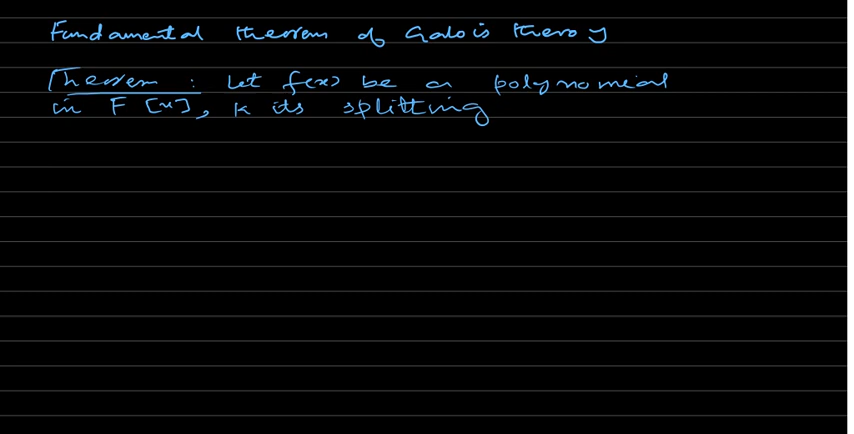 Fundamental theorem of Galois theory
Theorem : Let f(x) be a polynomial
in F [x], K its splitting